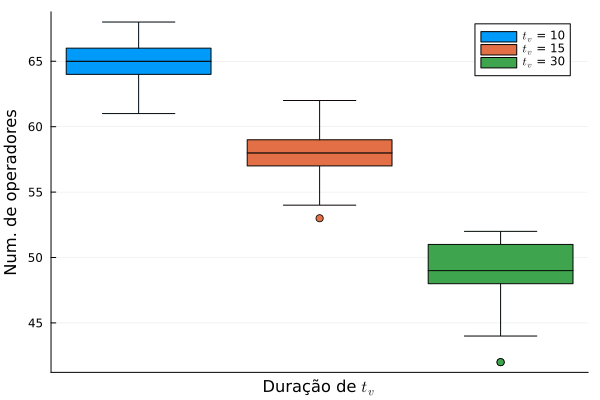 65
60
55
50
45
Num. de operadores
Duração de t_v
t_v = 10
t_v = 15
t_v = 30